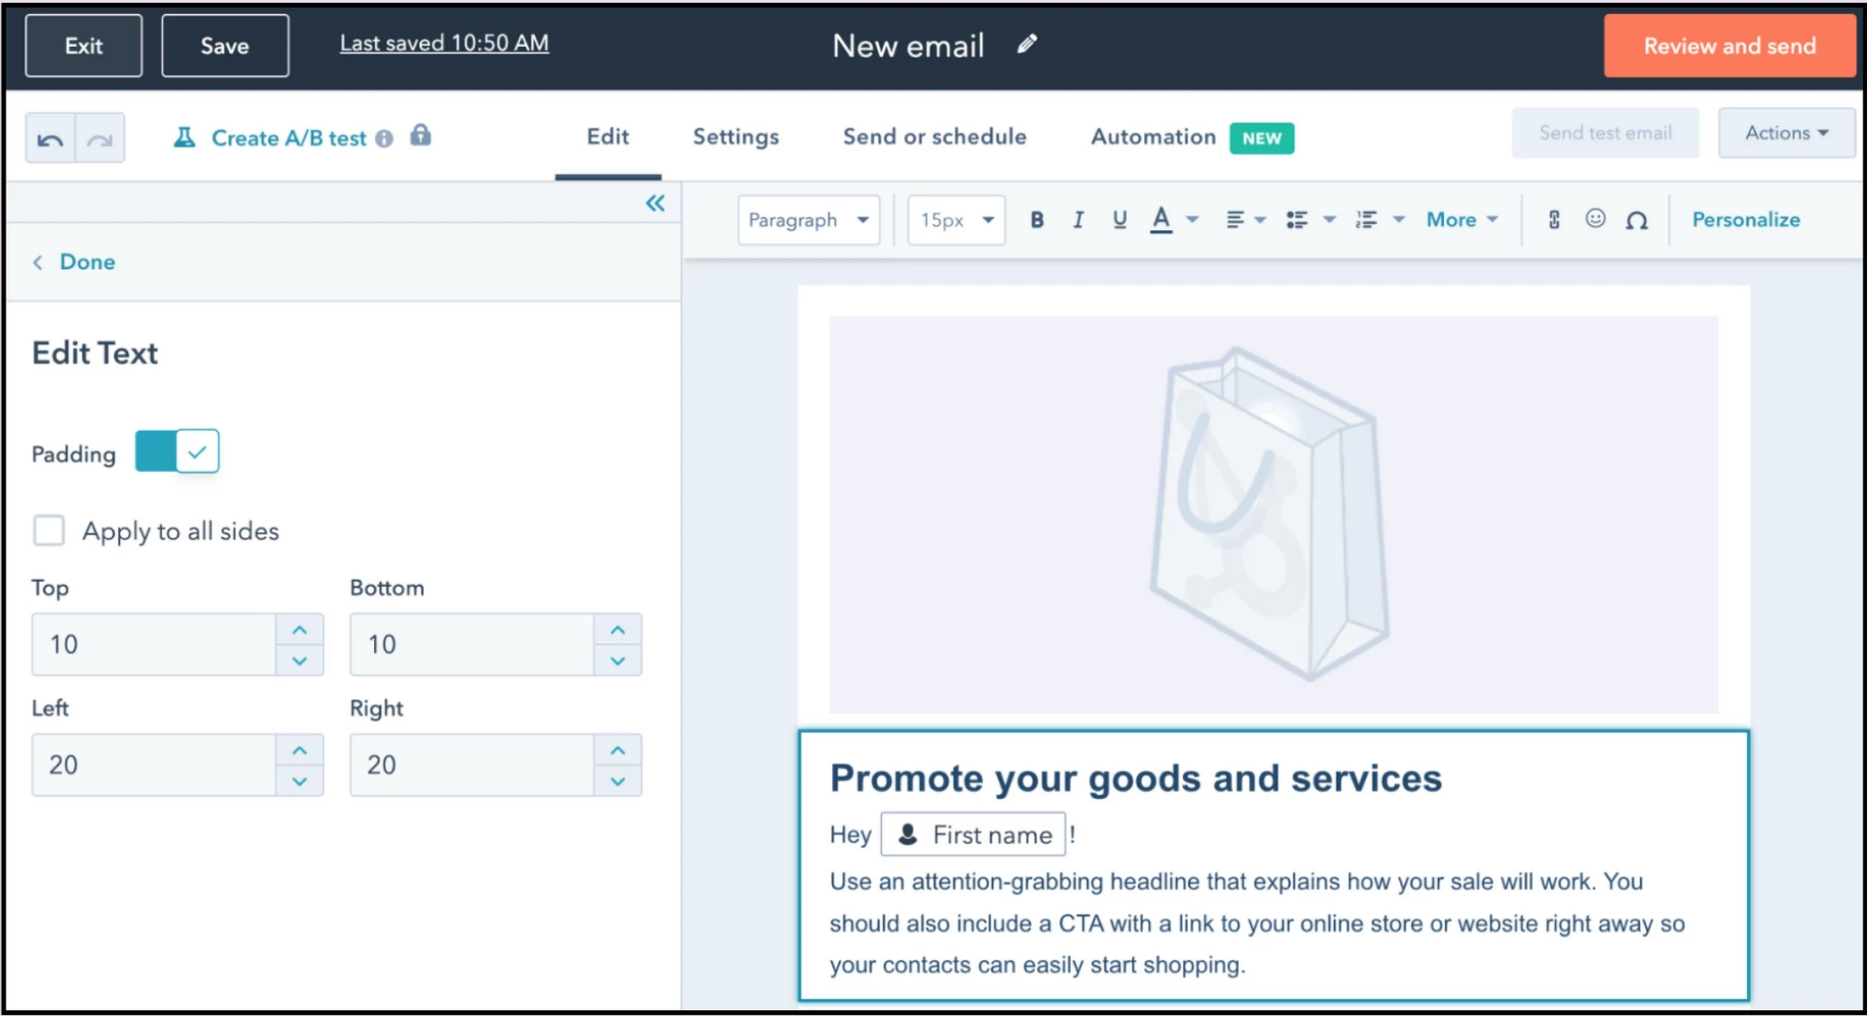 Exit
Save
Last saved 10:50 AM
New email
Review and send
Create A/B test
Edit
Settings
Send or schedule
Automation
NEW
Send test email
Actions
Paragraph
15px
B
I
U
A
More
Personalize
Done
Edit Text
Padding
Apply to all sides
Top
Bottom
10
10
Left
Right
20
20
Promote your goods and services
Hey First name !
Use an attention-grabbing headline that explains how your sale will work. You
should also include a CTA with a link to your online store or website right away so
your contacts can easily start shopping.